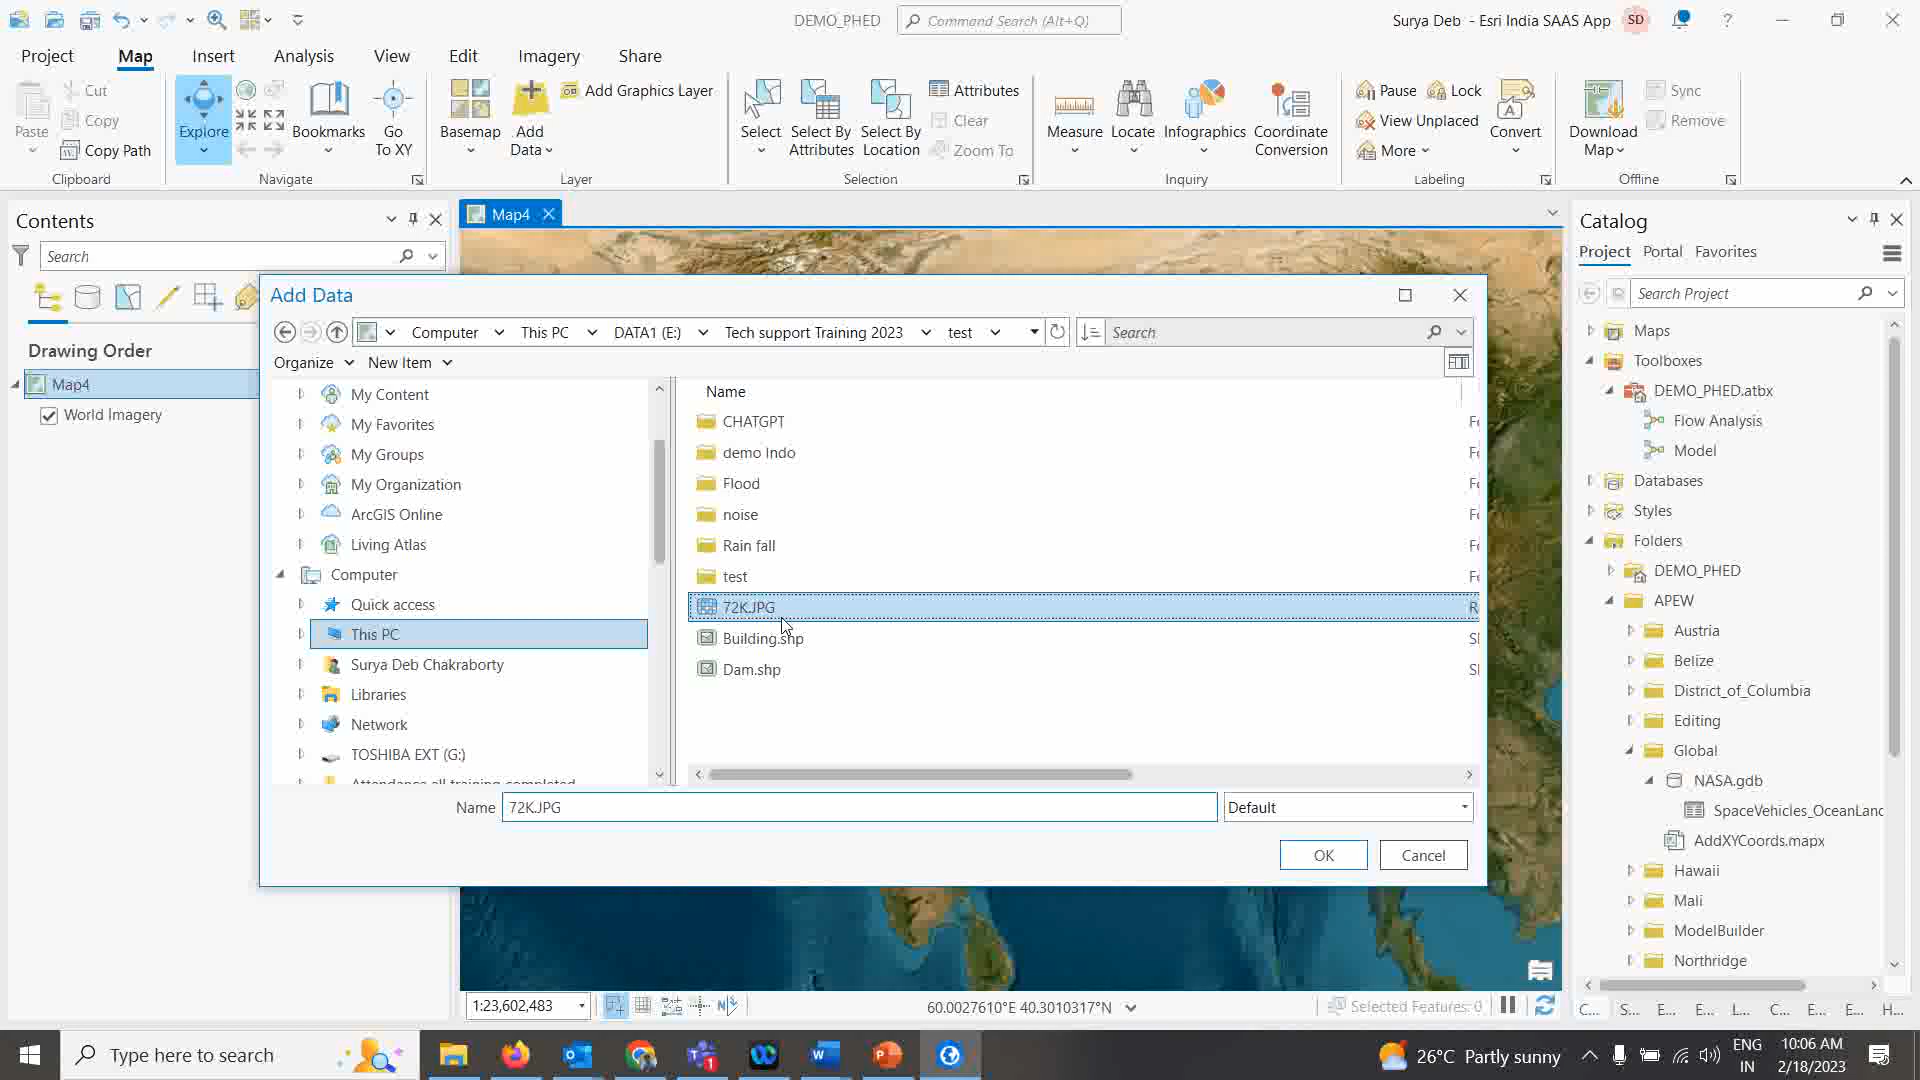 DEMO_PHED
Command Search (Alt+Q)
Surya Deb - Esri India SAAS App
SD
?
Project
Map
Insert
Analysis
View
Edit
Imagery
Share
Paste
Cut
Copy
Copy Path
Clipboard
Explore
Bookmarks
Go
To XY
Navigate
Basemap
Add
Data
Add Graphics Layer
Layer
Select
Select By
Attributes
Select By
Location
Attributes
Clear
Zoom To
Selection
Measure
Locate
Infographics
Coordinate
Conversion
Inquiry
Pause
Lock
View Unplaced
More
Convert
Labeling
Download
Map
Sync
Remove
Offline
Contents
Search
Drawing Order
Map4
World Imagery
Map4
Add Data
Computer
This PC
DATA1 (E:)
Tech support Training 2023
test
Search
Organize
New Item
My Content
My Favorites
My Groups
My Organization
ArcGIS Online
Living Atlas
Computer
Quick access
This PC
Surya Deb Chakraborty
Libraries
Network
TOSHIBA EXT (G:)
Attendance all training completed
Name
CHATGPT
demo Indo
Flood
noise
Rain fall
test
72K.JPG
Building.shp
Dam.shp
Name
72K.JPG
Default
OK
Cancel
1:23,602,483
60.0027610°E 40.3010317°N
Selected Features: 0
Catalog
Project
Portal
Favorites
Search Project
Maps
Toolboxes
DEMO_PHED.atbx
Flow Analysis
Model
Databases
Styles
Folders
DEMO_PHED
APEW
Austria
Belize
District_of_Columbia
Editing
Global
NASA.gdb
SpaceVehicles_OceanLanc
AddXYCoords.mapx
Hawaii
Mali
ModelBuilder
Northridge
C...
S...
E...
E...
L...
C...
E...
E...
H...
Type here to search
26°C Partly sunny
ENG
IN
10:06 AM
2/18/2023